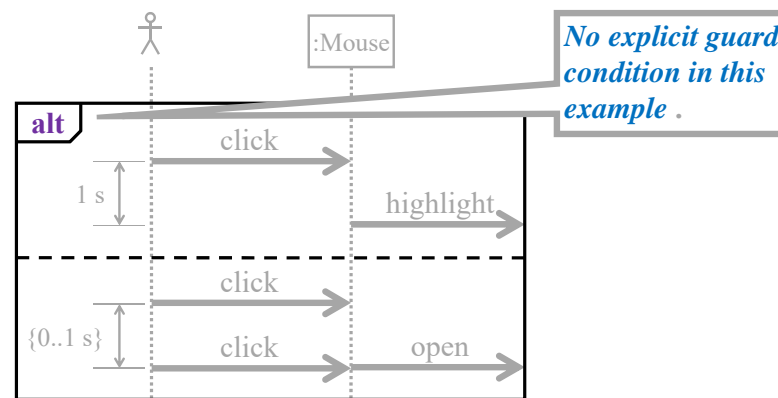 :Mouse
No explicit guard
condition in this
example .
alt
click
1 s
highlight
click
{0..1 s}
click
open